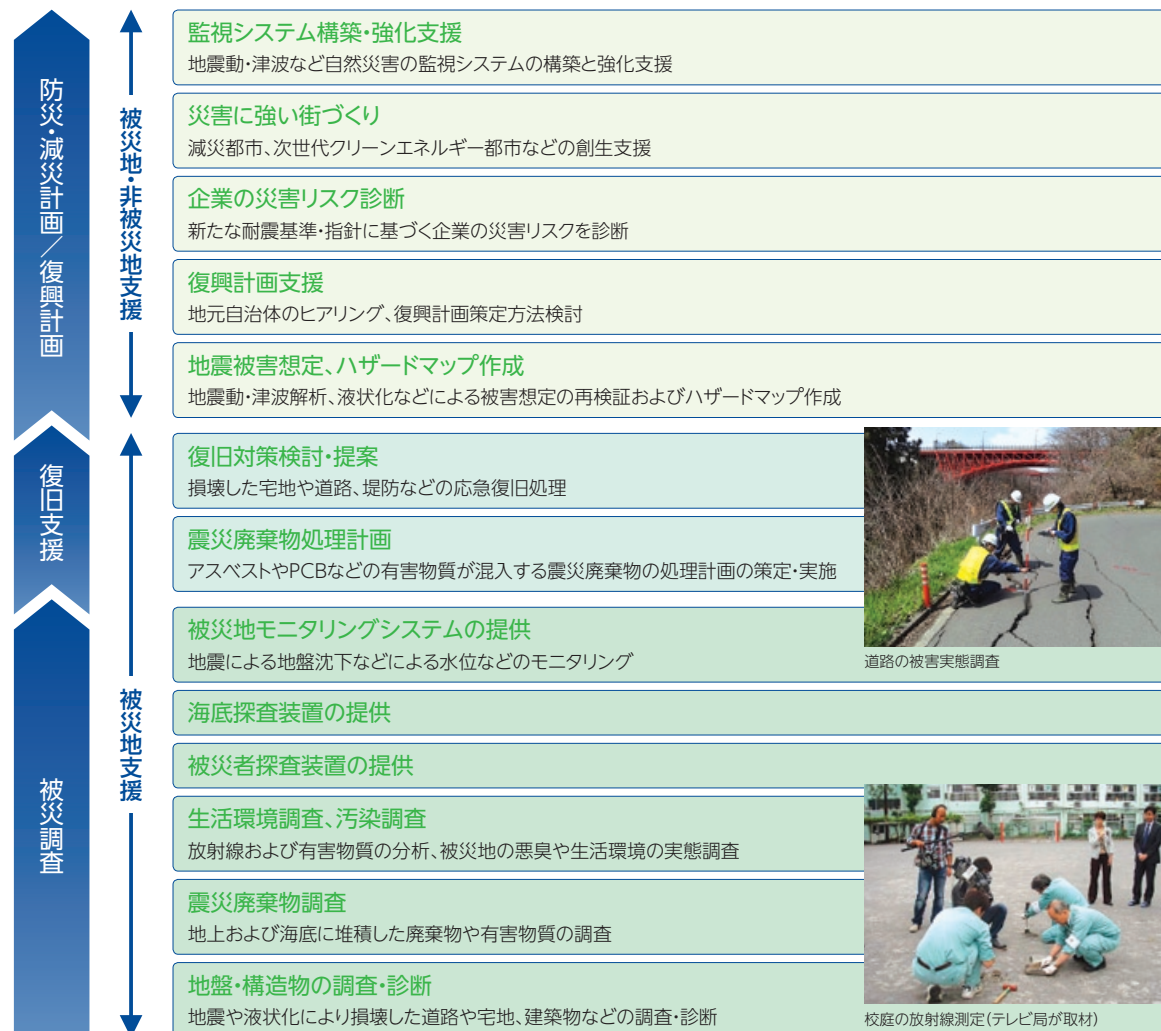 防災・減災計画／復興計画
復旧支援
被災調査
被災地・非被災地支援
被災地支援
監視システム構築・強化支援
地震動・津波など自然災害の監視システムの構築と強化支援
災害に強い街づくり
減災都市、次世代クリーンエネルギー都市などの創生支援
企業の災害リスク診断
新たな耐震基準・指針に基づく企業の災害リスクを診断
復興計画支援
地元自治体のヒアリング、復興計画策定方法検討
地震被害想定、ハザードマップ作成
地震動・津波解析、液状化などによる被害想定の再検証およびハザードマップ作成
復旧対策検討・提案
損壊した宅地や道路、堤防などの応急復旧処理
震災廃棄物処理計画
アスベストやPCBなどの有害物質が混入する震災廃棄物の処理計画の策定・実施
被災地モニタリングシステムの提供
地震による地盤沈下などによる水位などのモニタリング
道路の被害実態調査
海底探査装置の提供
被災者探査装置の提供
生活環境調査、汚染調査
放射線および有害物質の分析、被災地の悪臭や生活環境の実態調査
震災廃棄物調査
地上および海底に堆積した廃棄物や有害物質の調査
地盤・構造物の調査・診断
地震や液状化により損壊した道路や宅地、建築物などの調査・診断
校庭の放射線測定（テレビ局が取材）